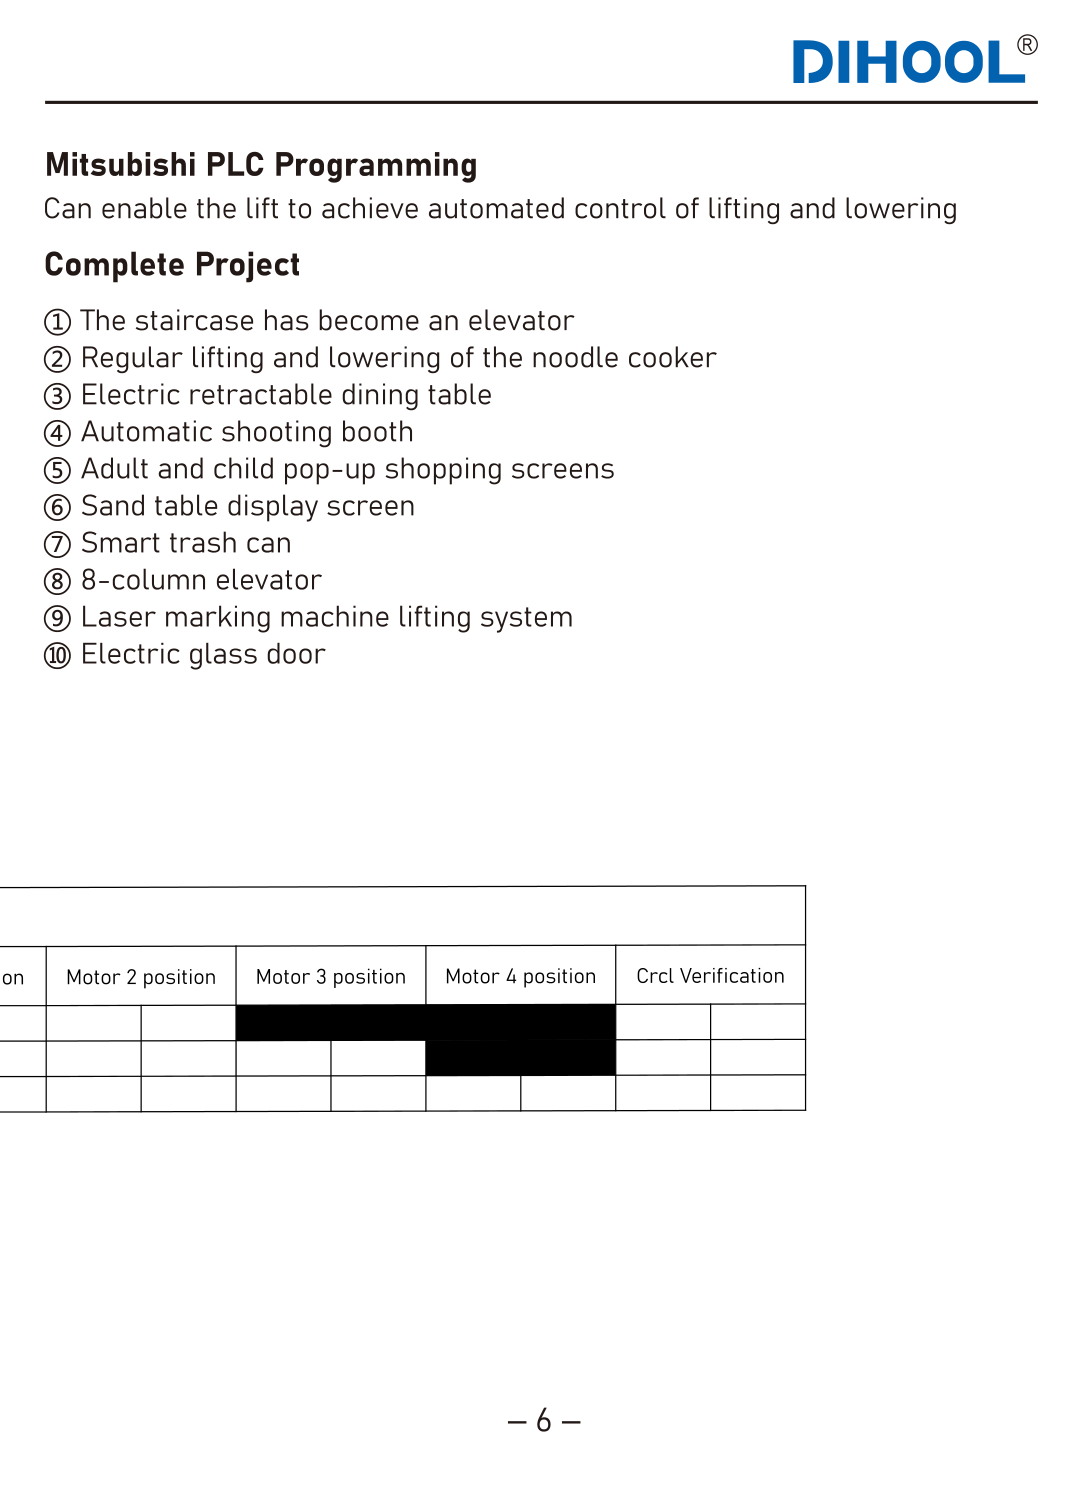 DIHOOL®
Mitsubishi PLC Programming
Can enable the lift to achieve automated control of lifting and lowering
Complete Project
① The staircase has become an elevator
② Regular lifting and lowering of the noodle cooker
③ Electric retractable dining table
④ Automatic shooting booth
⑤ Adult and child pop-up shopping screens
⑥ Sand table display screen
⑦ Smart trash can
⑧ 8-column elevator
⑨ Laser marking machine lifting system
⑩ Electric glass door
on Motor 2 position Motor 3 position Motor 4 position Crcl Verification
– 6 –